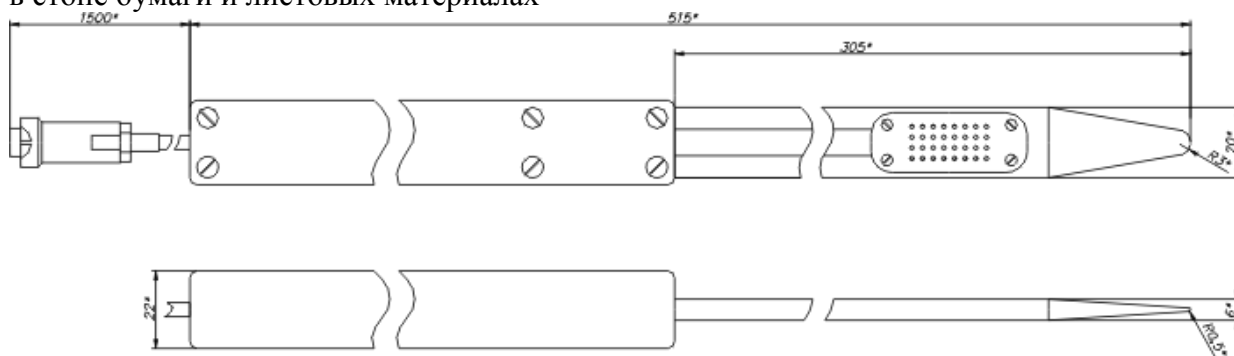 в стопе бумаги и листовых материалах
1500* 515*
305*
20*
R3*
22*
6*
R0,5*